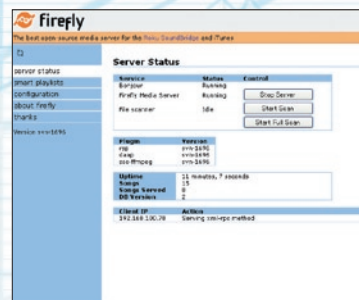 firefly
The best open-source media server for the Roku SoundBridge and iTunes
server status
smart playlists
configuration
about firefly
thanks
Version svn-1696
Server Status
Service Status Control
Bonjour Running
Firefly Media Server Running Stop Server
File scanner Idle Start Scan
Start Full Scan
Plugin Version
rsp svn-1696
daap svn-1696
ssc-ffmpeg svn-1696
Uptime 11 minutes, 7 seconds
Songs 15
Songs Served 0
DB Version 2
Client IP Action
192.168.100.78 Serving xml-rpc method